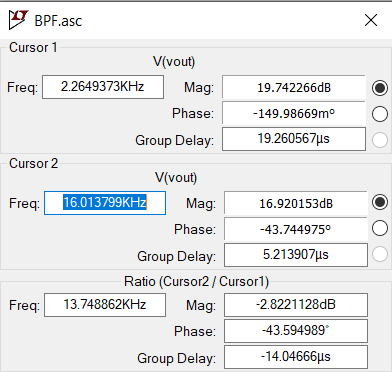 BPF.asc
Cursor 1
V(vout)
Freq: 2.2649373KHz Mag: 19.742266dB
Phase: -149.98669m°
Group Delay: 19.260567µs
Cursor 2
V(vout)
Freq: 16.013799KHz Mag: 16.920153dB
Phase: -43.744975°
Group Delay: 5.213907µs
Ratio (Cursor2 / Cursor1)
Freq: 13.748862KHz Mag: -2.8221128dB
Phase: -43.594989°
Group Delay: -14.04666µs